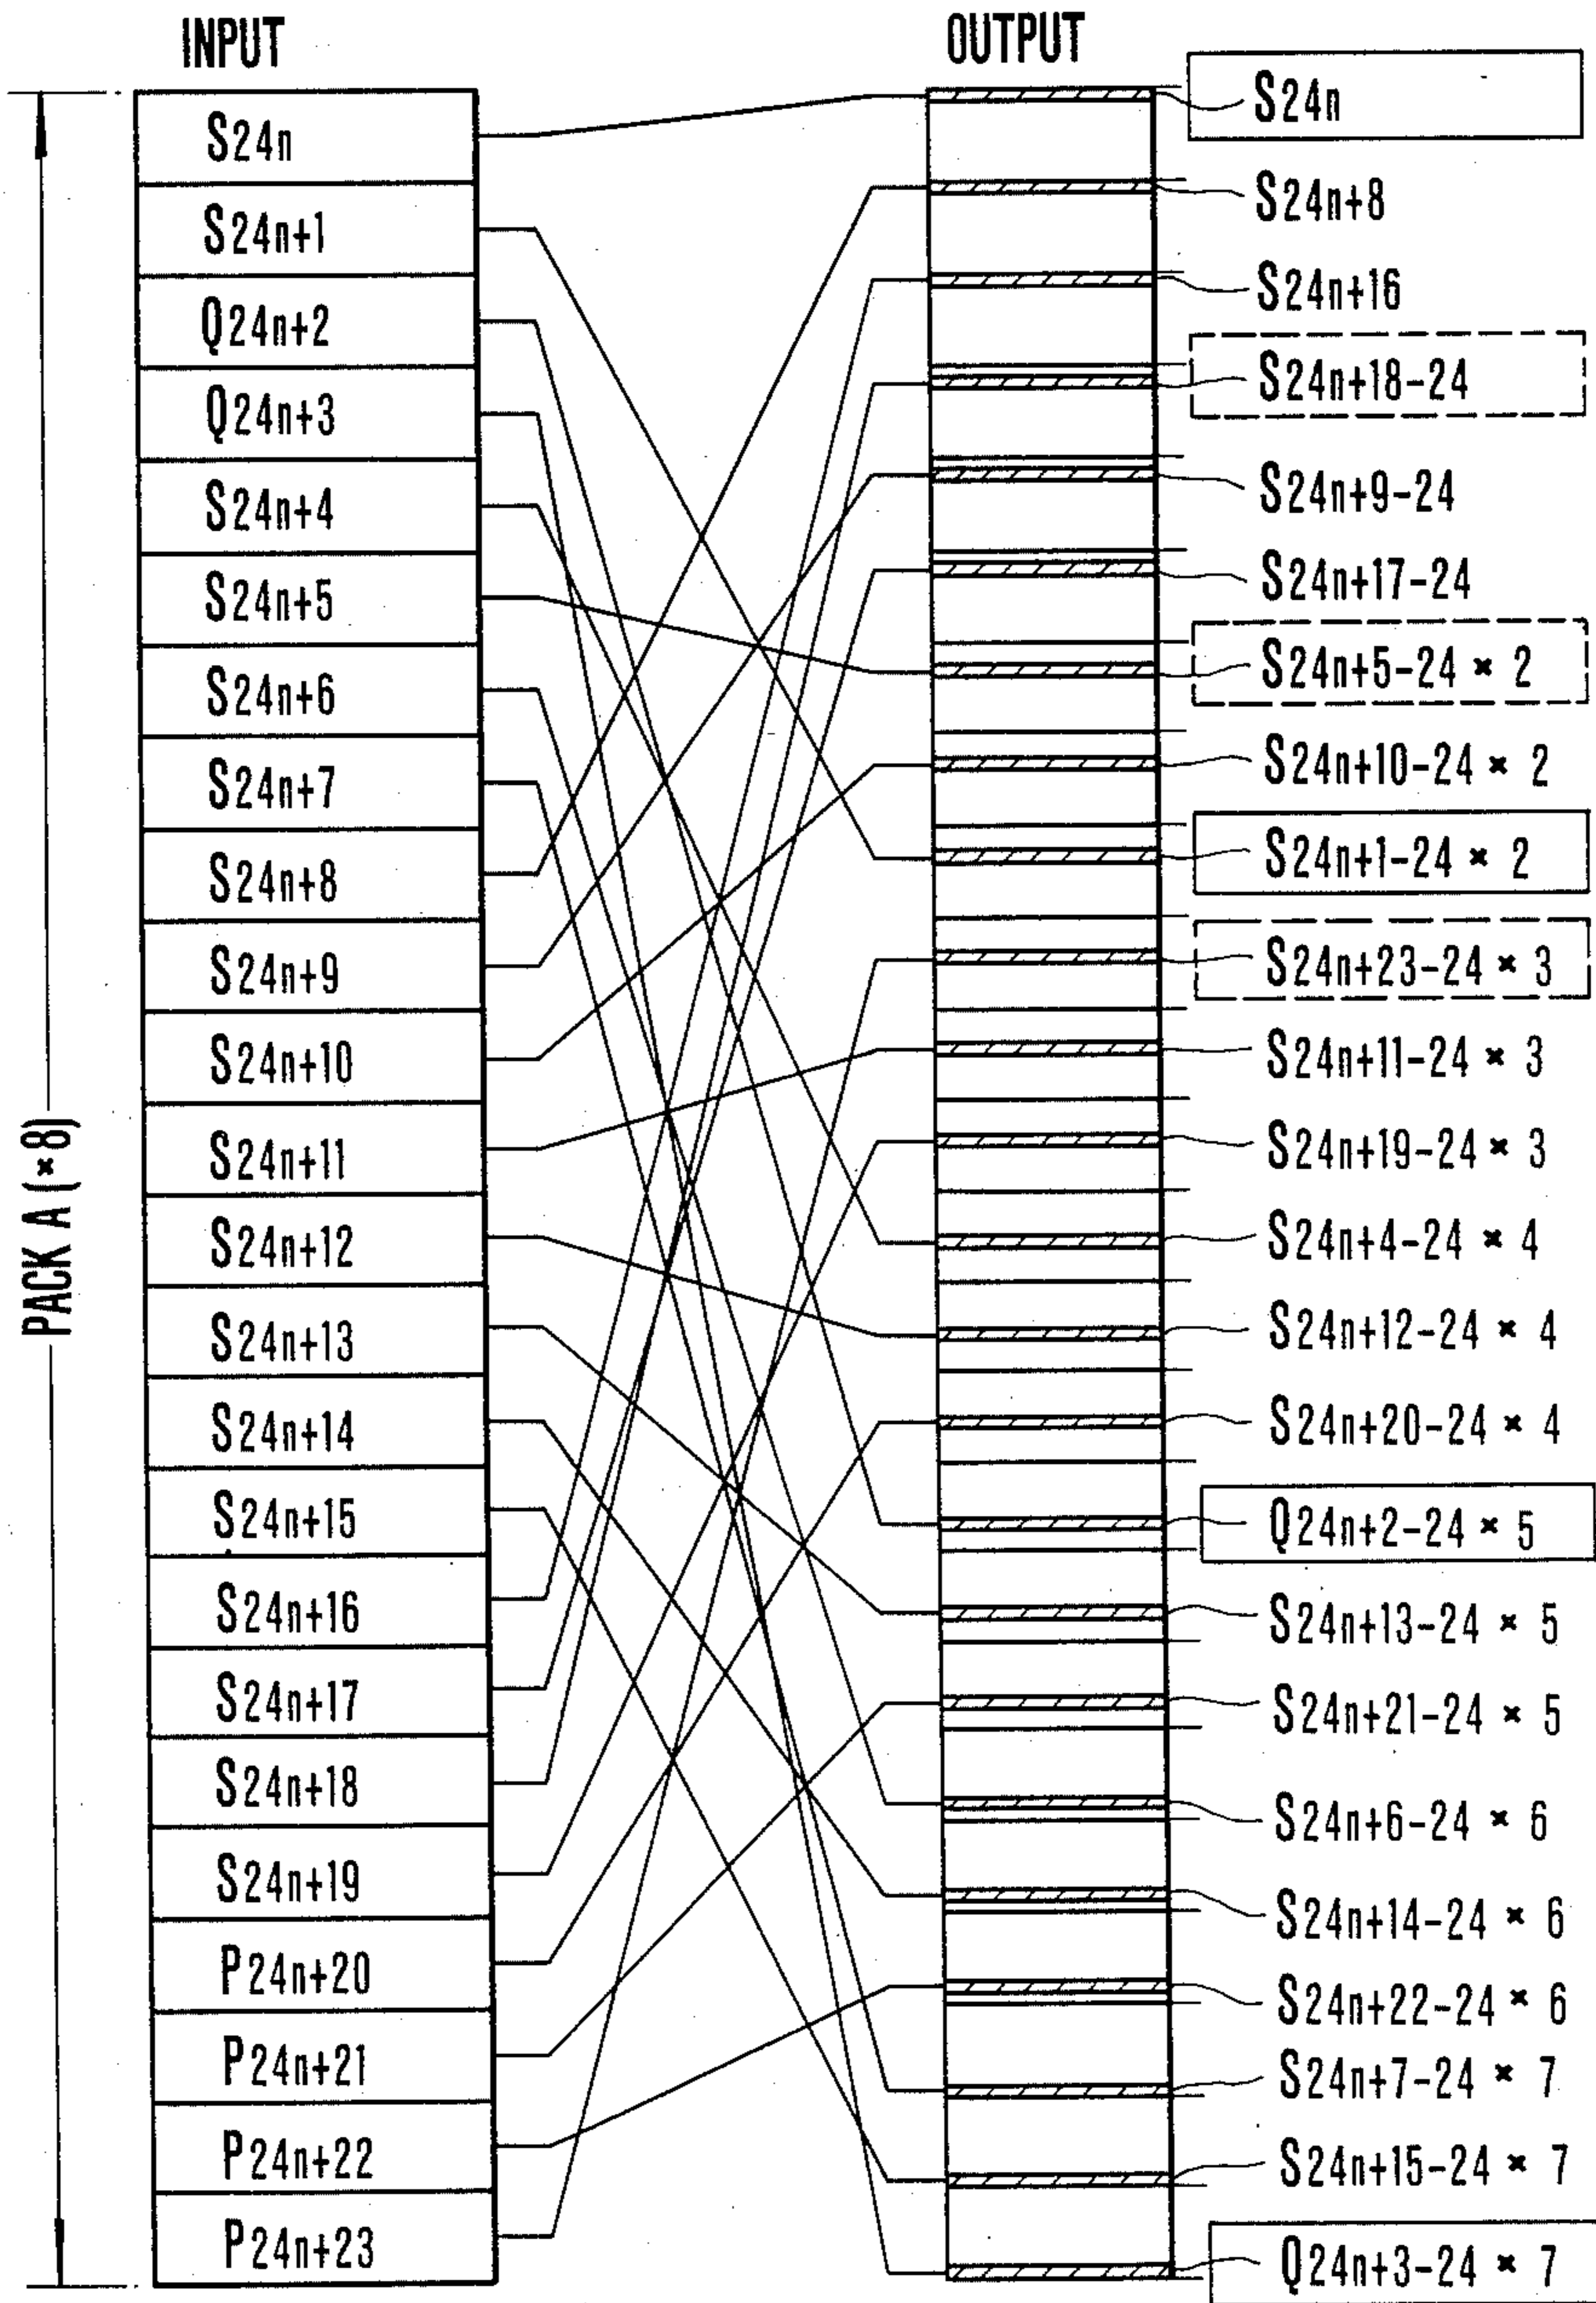 INPUT
OUTPUT
PACK A (×8)
S24n
S24n+1
Q24n+2
Q24n+3
S24n+4
S24n+5
S24n+6
S24n+7
S24n+8
S24n+9
S24n+10
S24n+11
S24n+12
S24n+13
S24n+14
S24n+15
S24n+16
S24n+17
S24n+18
S24n+19
P24n+20
P24n+21
P24n+22
P24n+23
S24n
S24n+8
S24n+16
S24n+18-24
S24n+9-24
S24n+17-24
S24n+5-24 × 2
S24n+10-24 × 2
S24n+1-24 × 2
S24n+23-24 × 3
S24n+11-24 × 3
S24n+19-24 × 3
S24n+4-24 × 4
S24n+12-24 × 4
S24n+20-24 × 4
Q24n+2-24 × 5
S24n+13-24 × 5
S24n+21-24 × 5
S24n+6-24 × 6
S24n+14-24 × 6
S24n+22-24 × 6
S24n+7-24 × 7
S24n+15-24 × 7
Q24n+3-24 × 7